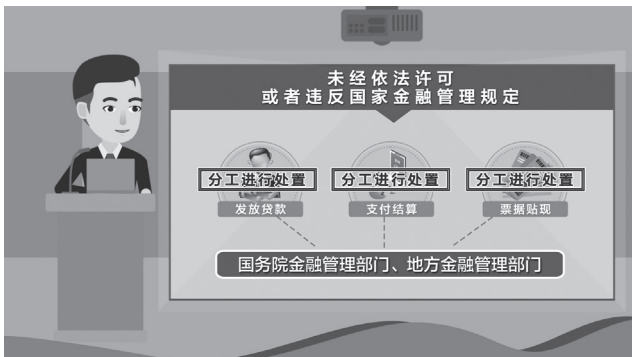 未经依法许可
或者违反国家金融管理规定
分工进行处置 分工进行处置 分工进行处置
发放贷款 支付结算 票据贴现
国务院金融管理部门、地方金融管理部门